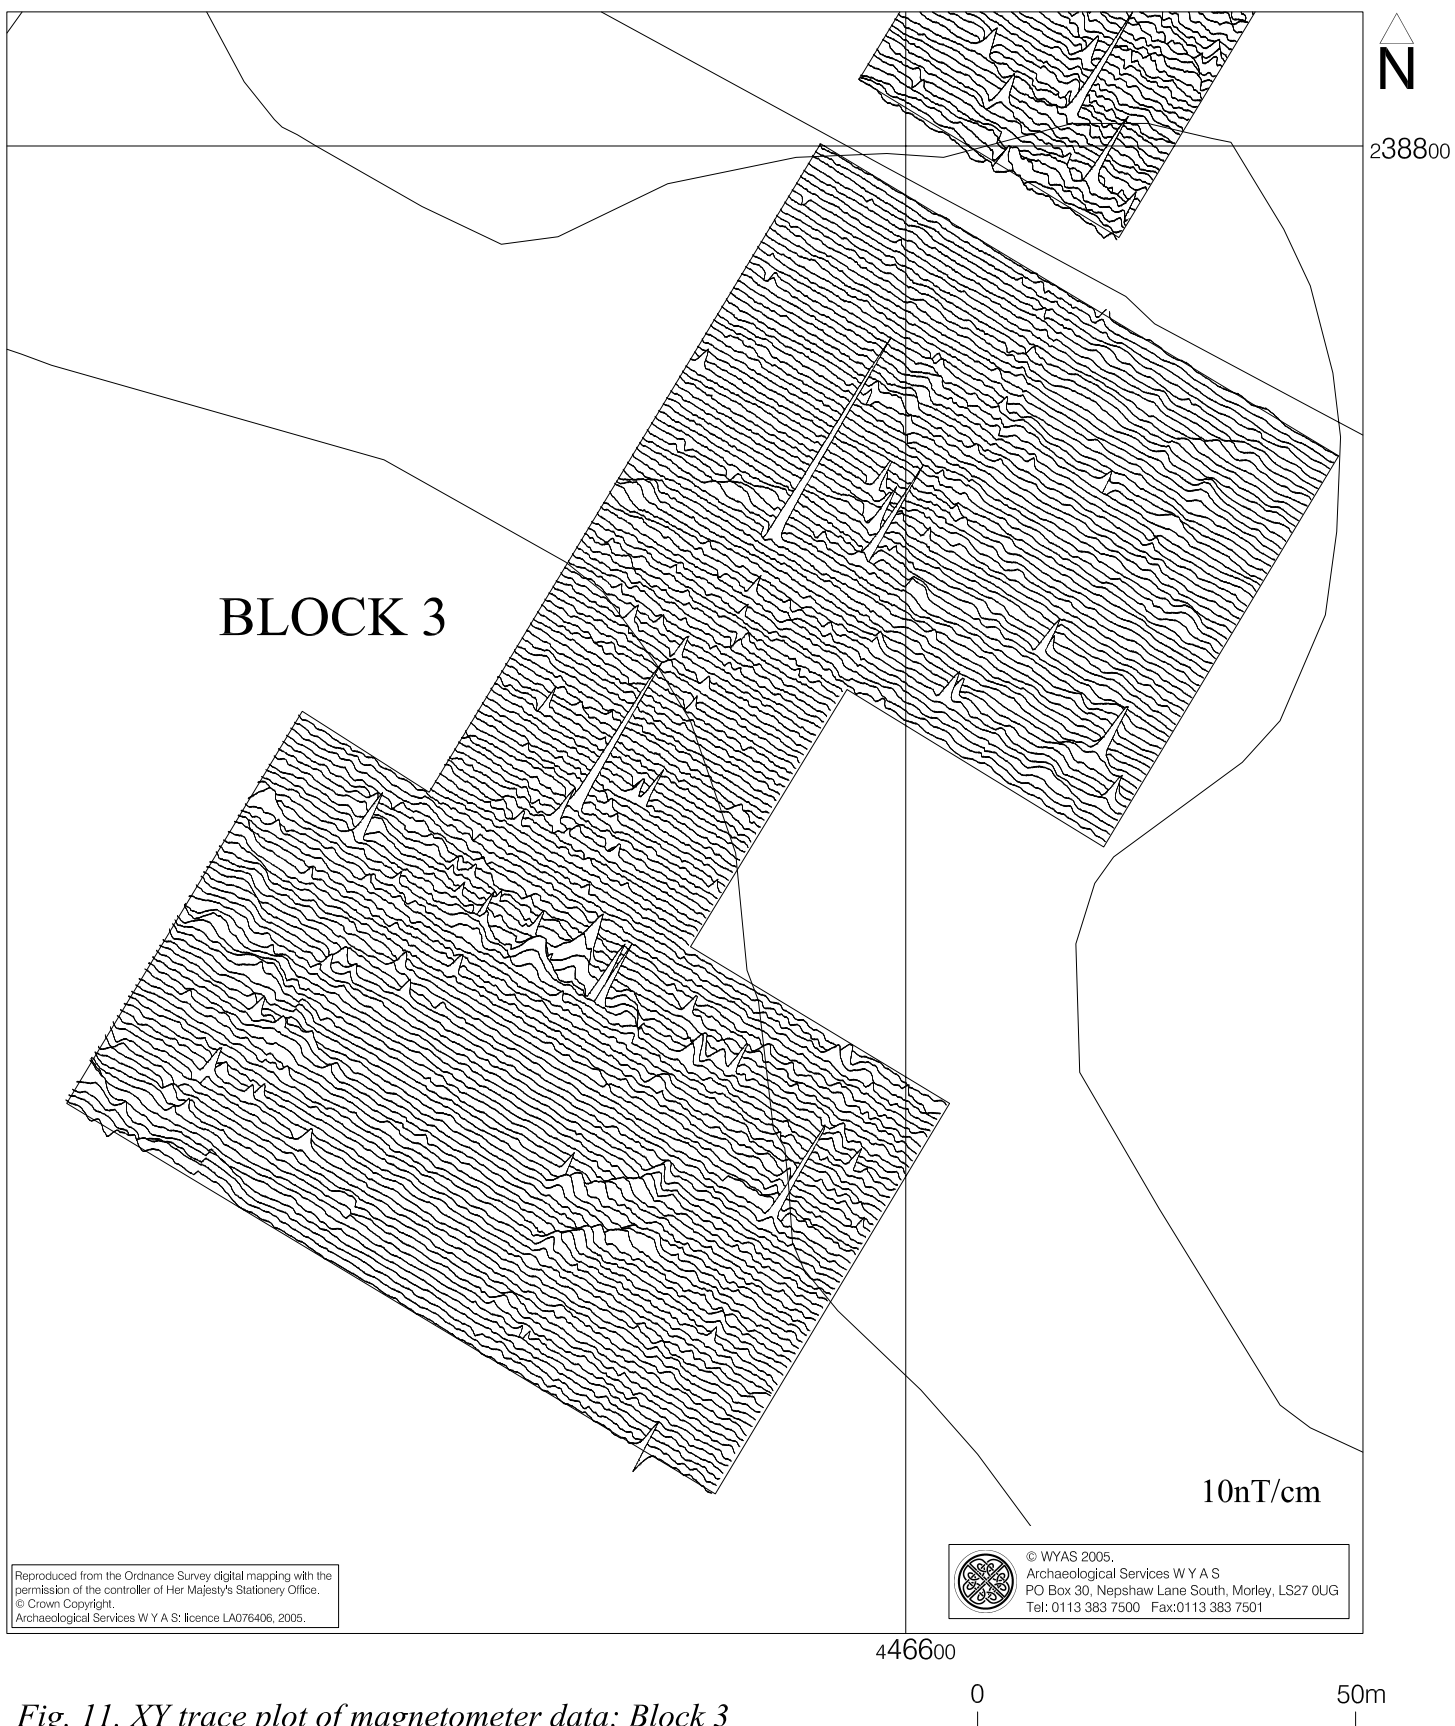 N
238800
BLOCK 3
10nT/cm
Reproduced from the Ordnance Survey digital mapping with the
permission of the controller of Her Majesty's Stationery Office.
© Crown Copyright.
Archaeological Services W Y A S: licence LA076406, 2005.
© WYAS 2005.
Archaeological Services W Y A S
PO Box 30, Nepshaw Lane South, Morley, LS27 0UG
Tel: 0113 383 7500 Fax:0113 383 7501
446600
0 50m
Fig. 11. XY trace plot of magnetometer data; Block 3